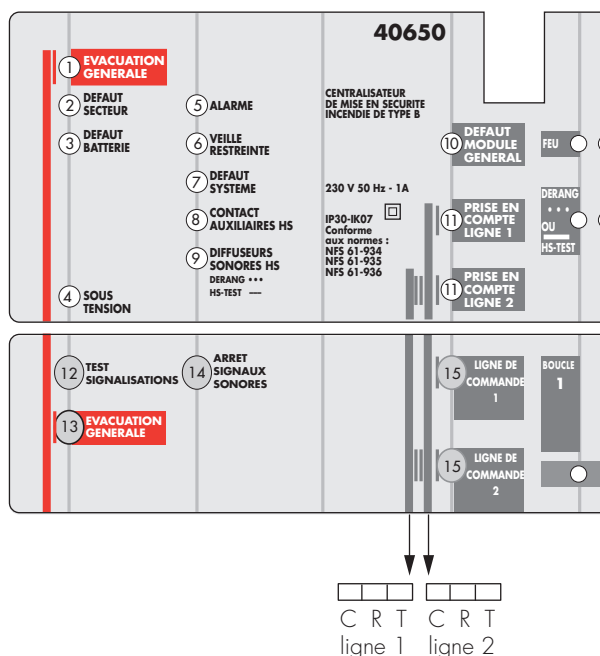 40650
1 EVACUATION
GENERALE
2 DEFAUT
SECTEUR
3 DEFAUT
BATTERIE
4 SOUS
TENSION
5 ALARME
6 VEILLE
RESTREINTE
7 DEFAUT
SYSTEME
8 CONTACT
AUXILIAIRES HS
9 DIFFUSEURS
SONORES HS
DERANG •••
HS-TEST —
CENTRALISATEUR
DE MISE EN SECURITE
INCENDIE DE TYPE B
230 V 50 Hz - 1A
IP30-IK07
Conforme
aux normes :
NFS 61-934
NFS 61-935
NFS 61-936
10 DEFAUT
MODULE
GENERAL
11 PRISE EN
COMPTE
LIGNE 1
11 PRISE EN
COMPTE
LIGNE 2
FEU
DERANG
•••
OU
HS-TEST
12 TEST
SIGNALISATIONS
13 EVACUATION
GENERALE
14 ARRET
SIGNAUX
SONORES
15 LIGNE DE
COMMANDE
1
15 LIGNE DE
COMMANDE
2
BOUCLE
1
C R T C R T
ligne 1 ligne 2